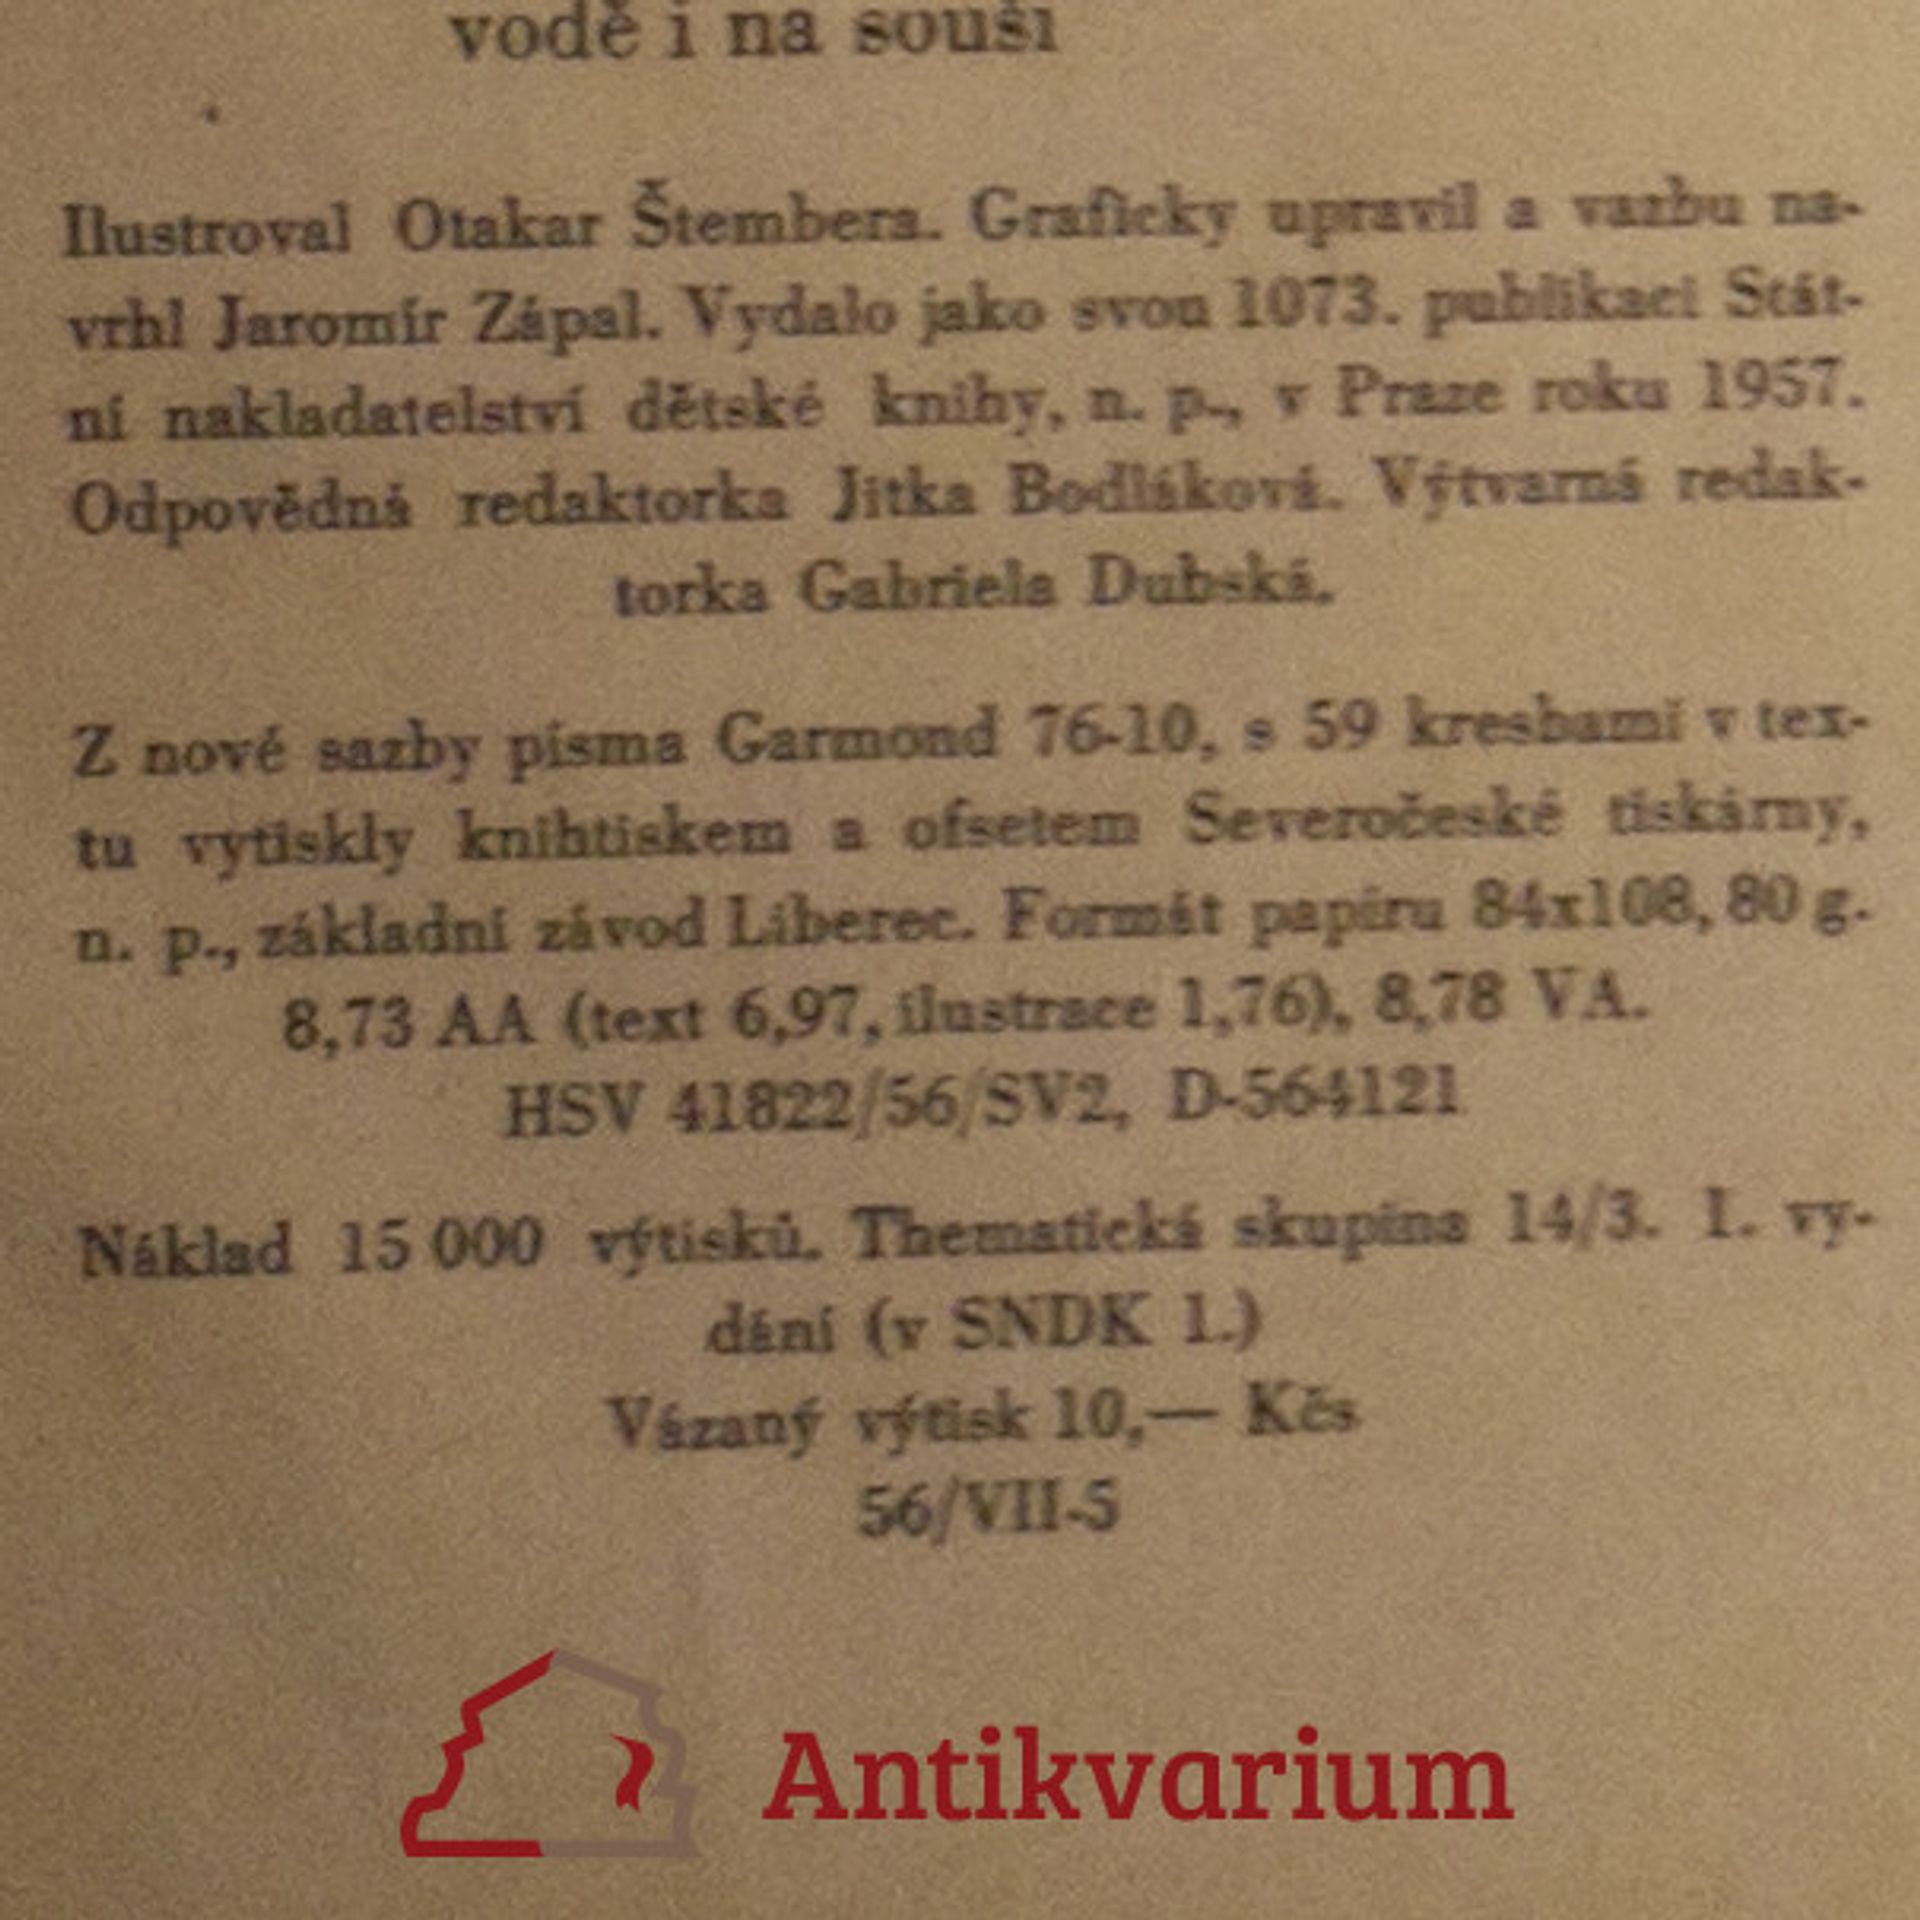 vodě i na souši
Ilustroval Otakar Štembera. Graficky upravil a vazbu na-
vrhl Jaromír Zápal. Vydalo jako svou 1073. publikaci Stát-
ní nakladatelství dětské knihy, n. p., v Praze roku 1957.
Odpovědná redaktorka Jitka Bodláková. Výtvarná redak-
torka Gabriela Dubská.
Z nové sazby písma Garmond 76-10, s 59 kresbami v tex-
tu vytiskly knihtiskem a ofsetem Severočeské tiskárny,
n. p., základní závod Liberec. Formát papíru 84x108, 80 g.
8,73 AA (text 6,97, ilustrace 1,76), 8,78 VA.
HSV 41822/56/SV2, D-564121
Náklad 15 000 výtisků. Thematická skupina 14/3. I. vy-
dání (v SNDK 1.)
Vázaný výtisk 10,— Kčs
56/VII-5
Antikvarium